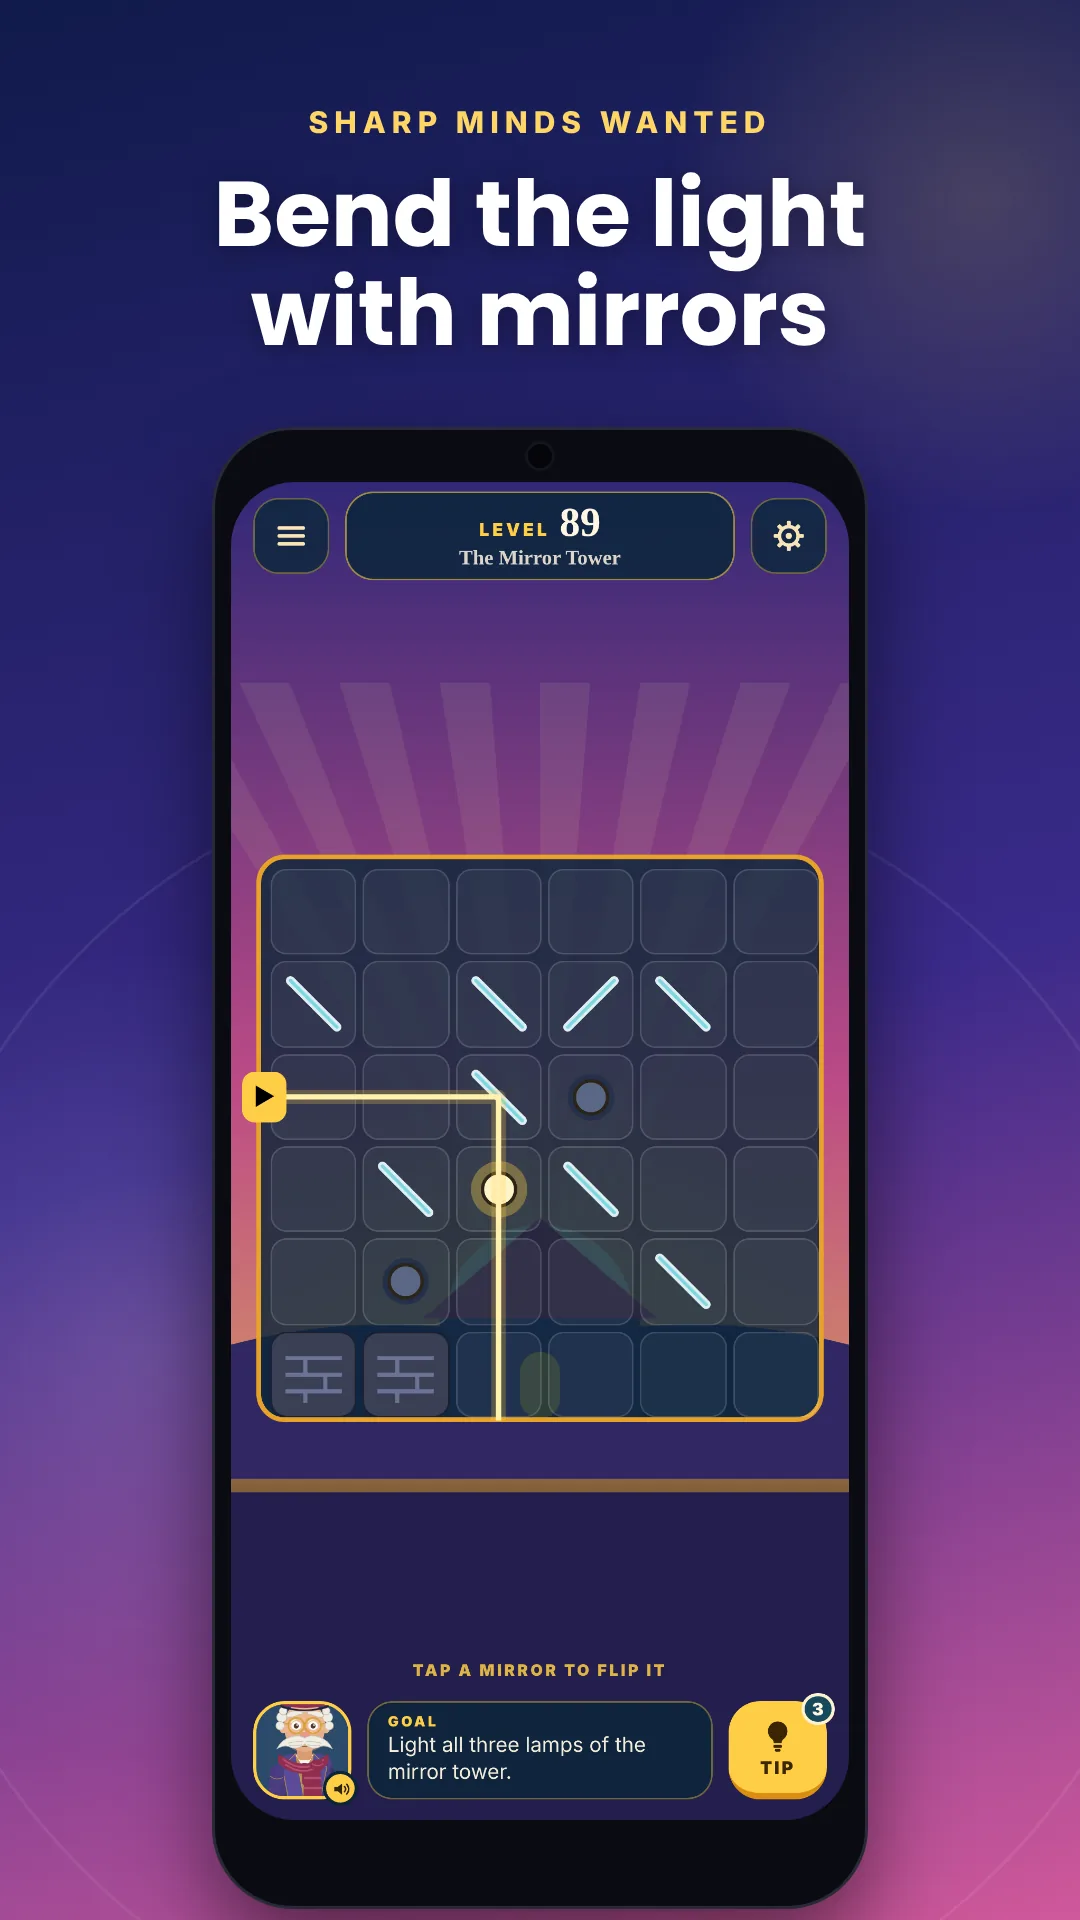 SHARP MINDS WANTED
Bend the light
with mirrors
LEVEL 89
The Mirror Tower
TAP A MIRROR TO FLIP IT
GOAL
Light all three lamps of the
mirror tower.
3
TIP